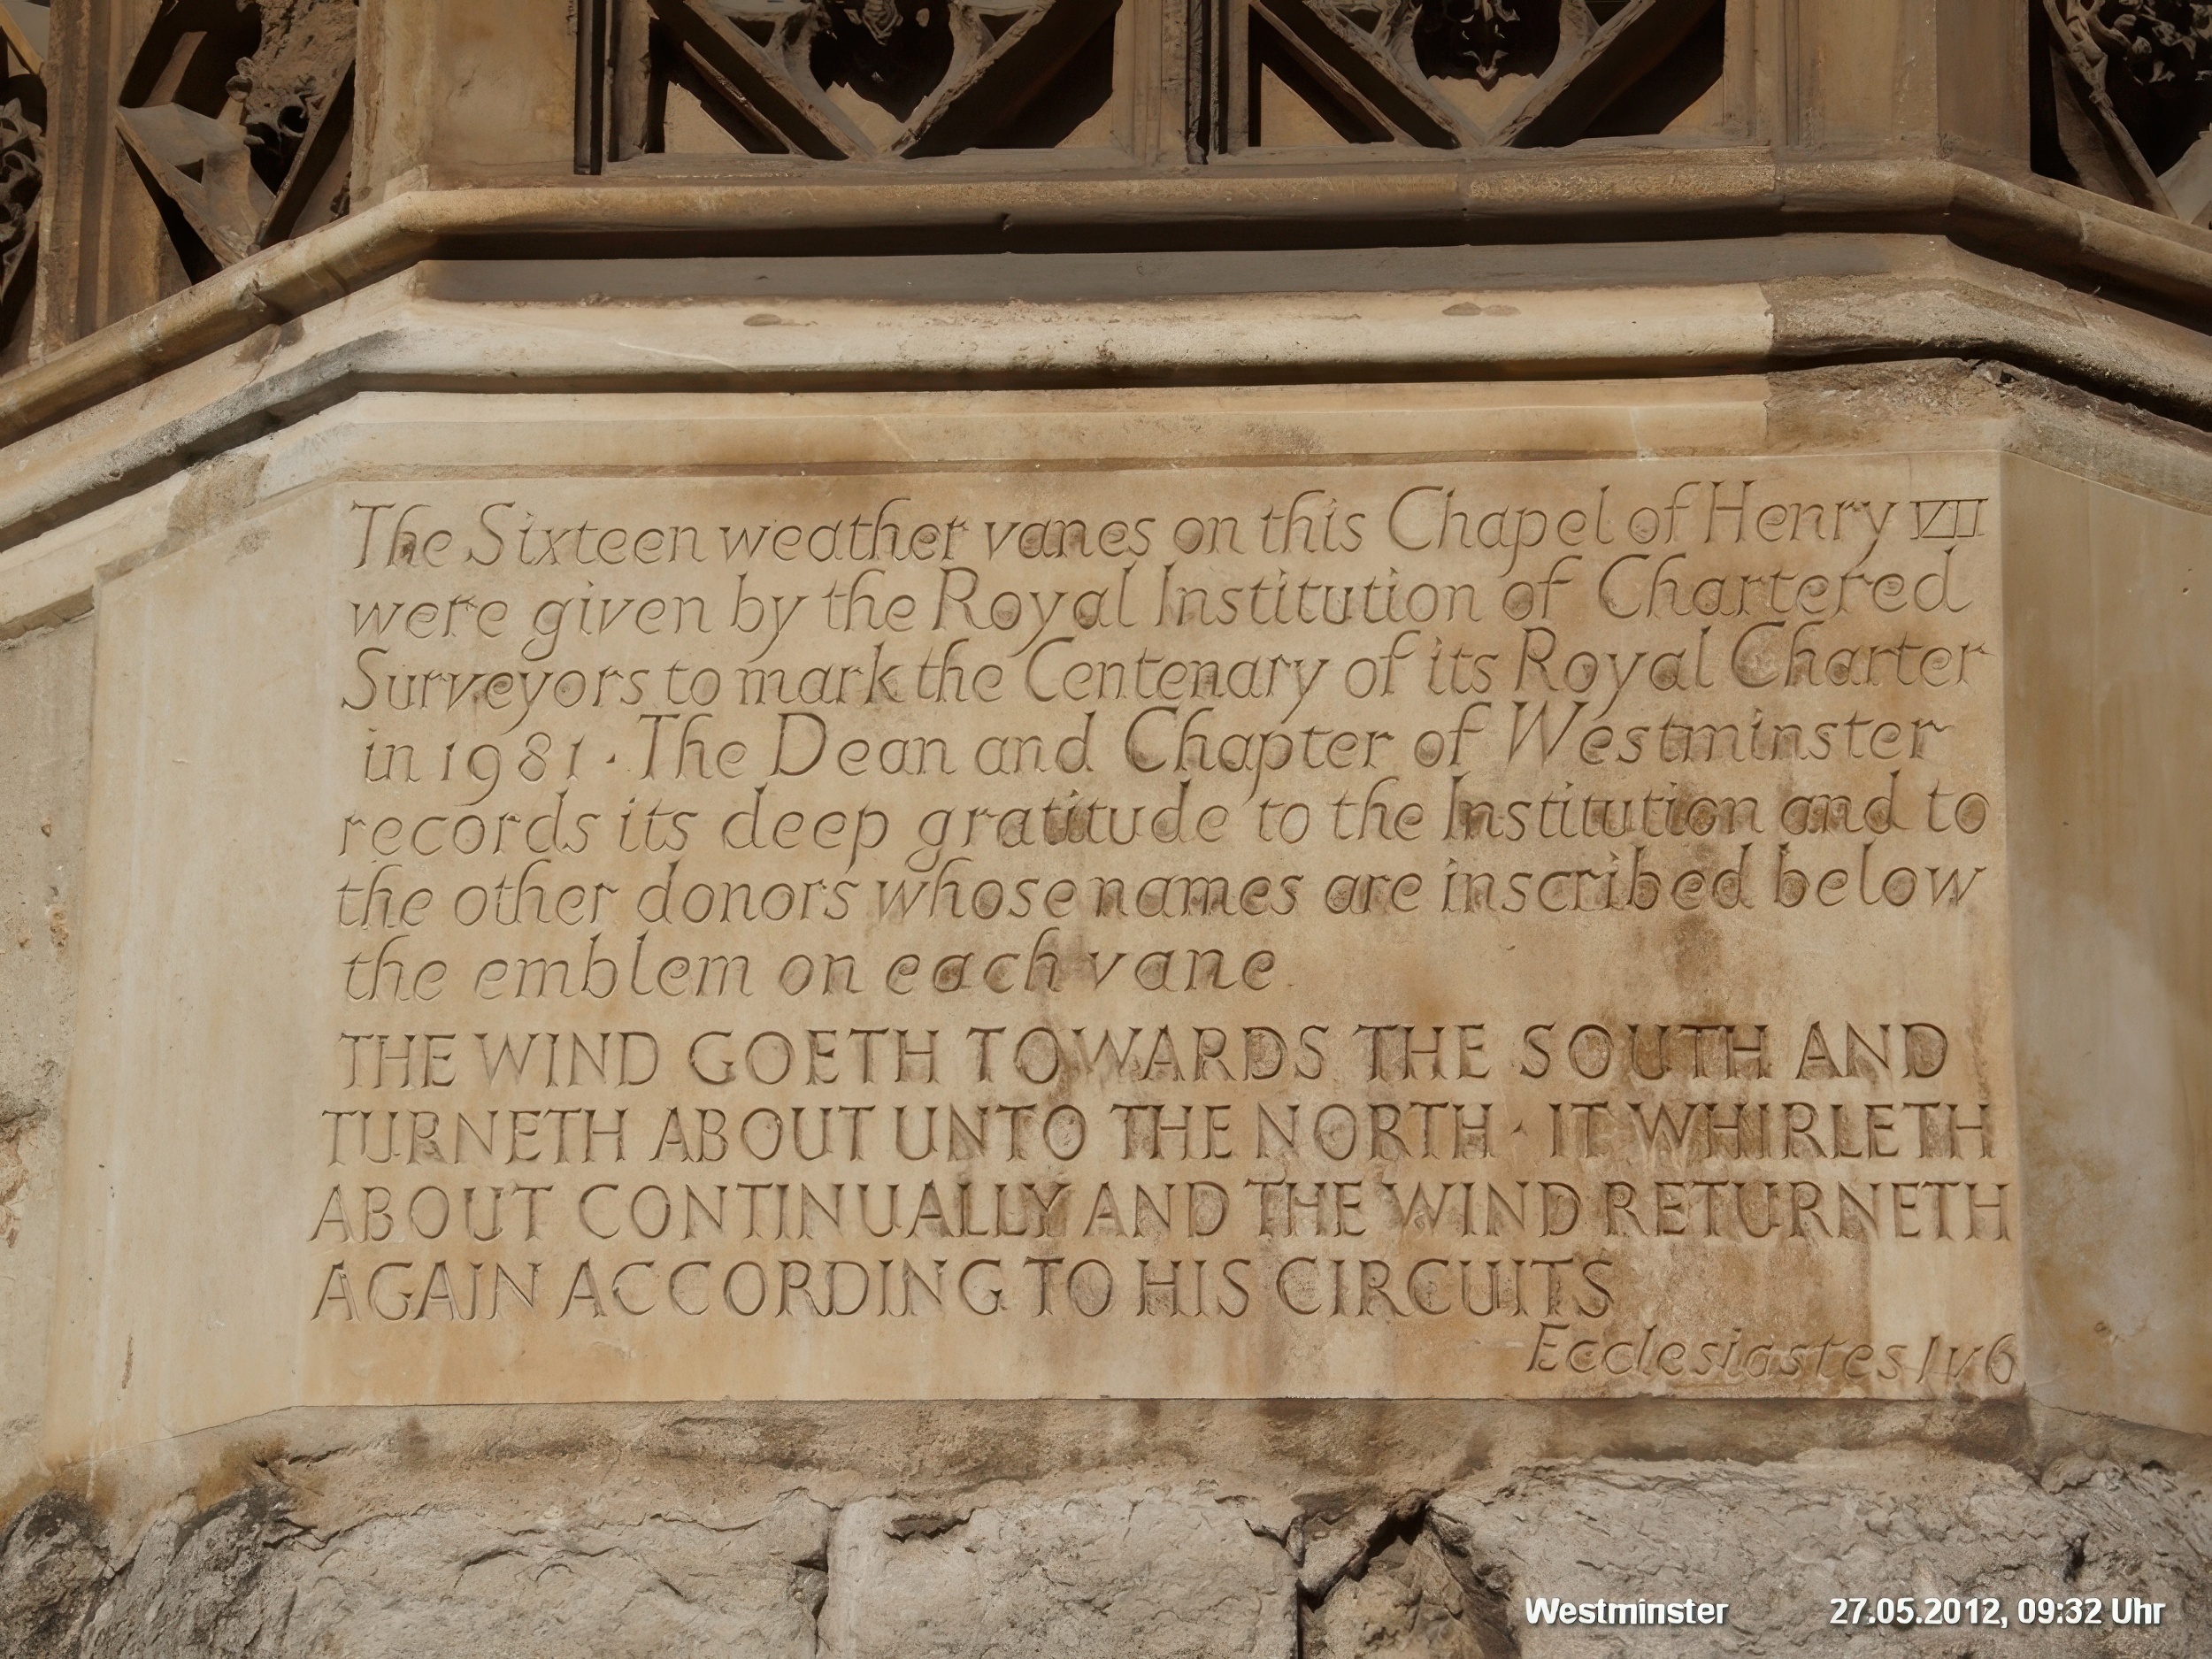 The Sixteen weather vanes on this Chapel of Henry VII
were given by the Royal Institution of Chartered
Surveyors to mark the Centenary of its Royal Charter
in 1981 · The Dean and Chapter of Westminster
records its deep gratitude to the Institution and to
the other donors whose names are inscribed below
the emblem on each vane.
THE WIND GOETH TOWARDS THE SOUTH AND
TURNETH ABOUT UNTO THE NORTH · IT WHIRLETH
ABOUT CONTINUALLY AND THE WIND RETURNETH
AGAIN ACCORDING TO HIS CIRCUITS
Ecclesiastes 1 v 6
Westminster 27.05.2012, 09:32 Uhr